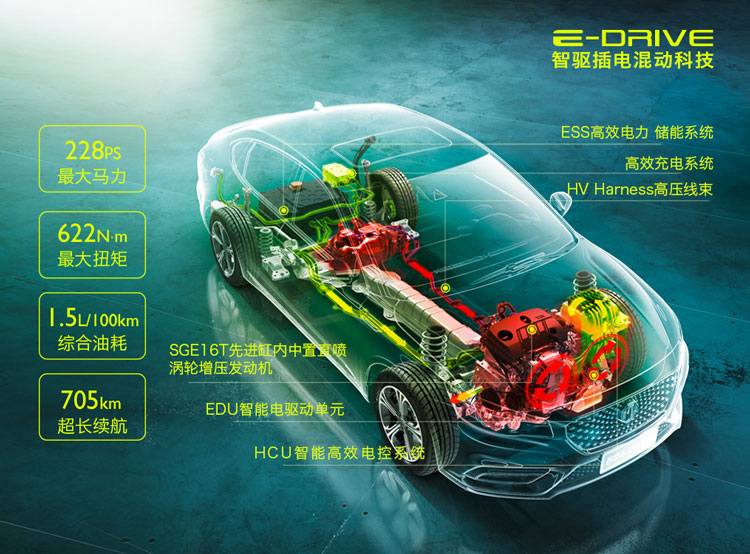 E-DRIVE
智驱插电混动科技
228PS
最大马力
622N·m
最大扭矩
1.5L/100km
综合油耗
705km
超长续航
ESS高效电力 储能系统
高效充电系统
HV Harness高压线束
SGE16T先进缸内中置直喷
涡轮增压发动机
EDU智能电驱动单元
HCU智能高效电控系统